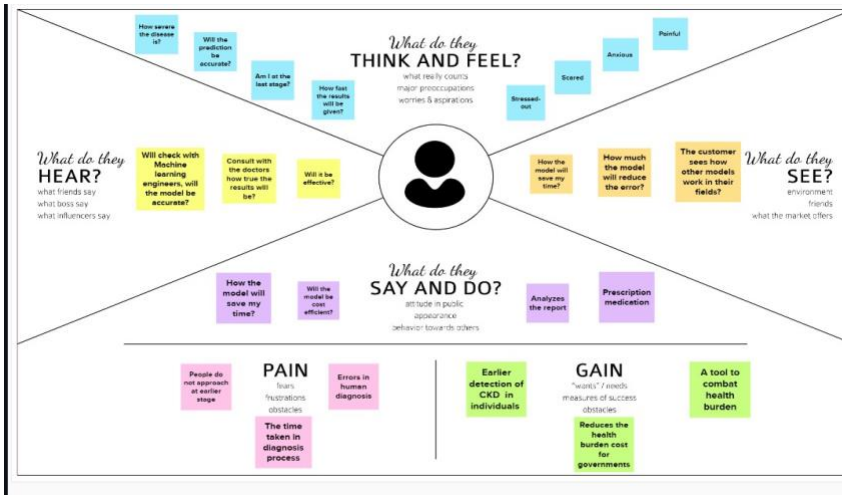 How severe
the disease
is?
Will the
prediction
be
accurate?
Am I at the
last stage?
How fast
the results
will be
given?
What do they
THINK AND FEEL?
what really counts
major preoccupations
worries & aspirations
Stressed-
out
Scared
Anxious
Painful
What do they
HEAR?
what friends say
what boss say
what influencers say
Will check with
Machine
learning
engineers, will
the model be
accurate?
Consult with
the doctors
how true the
results will
be?
Will it be
effective?
How the
model will
save my
time?
How much
the model
will reduce
the error?
The customer
sees how
other models
work in their
fields?
What do they
SEE?
environment
friends
what the market offers
How the
model will
save my
time?
Will the
model be
cost
efficient?
What do they
SAY AND DO?
attitude in public
appearance
behavior towards others
Analyzes
the report
Prescription
medication
People do
not approach
at earlier
stage
PAIN
fears
frustrations
obstacles
Errors in
human
diagnosis
The time
taken in
diagnosis
process
Earlier
detection of
CKD in
individuals
GAIN
"wants" / needs
measures of success
obstacles
Reduces the
health
burden cost
for
governments
A tool to
combat
health
burden